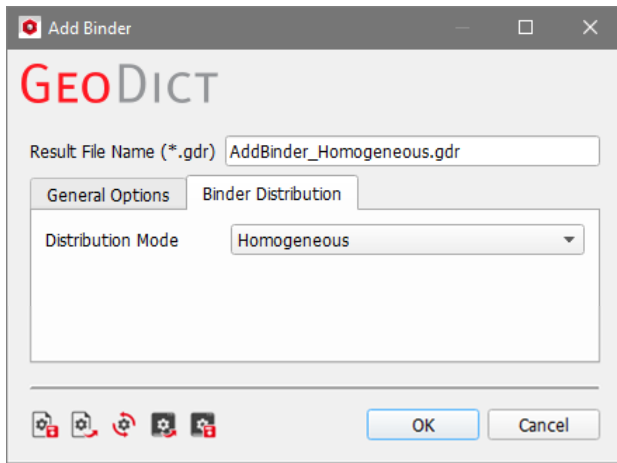 Add Binder
GEODICT
Result File Name (*.gdr) AddBinder_Homogeneous.gdr
General Options Binder Distribution
Distribution Mode Homogeneous
OK Cancel